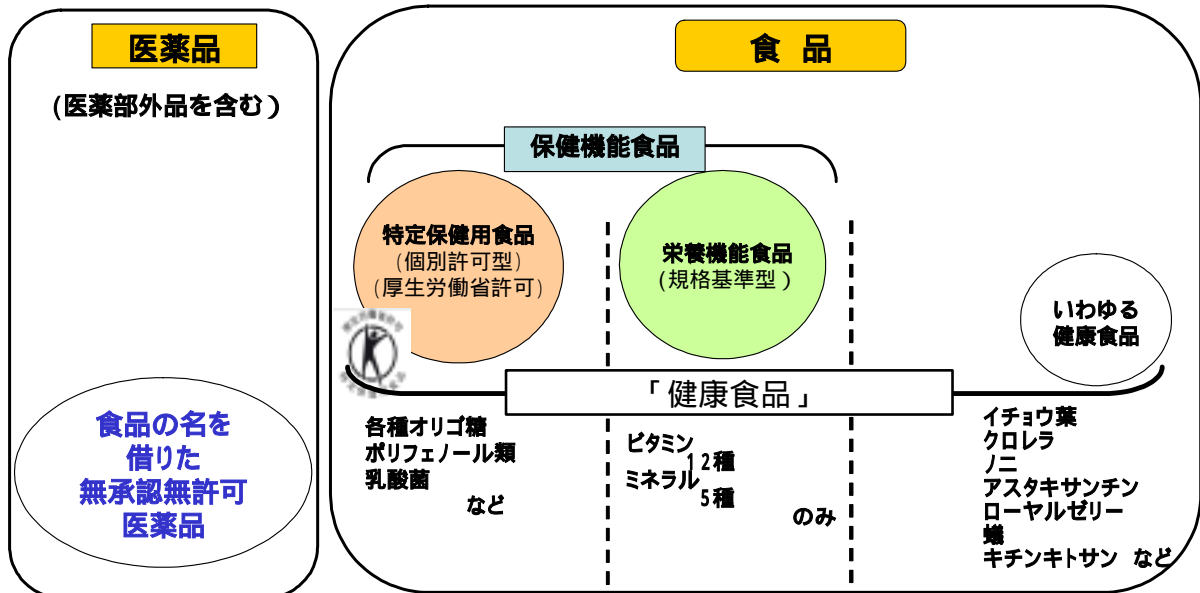 医薬品
(医薬部外品を含む)
食品の名を
借りた
無承認無許可
医薬品
食 品
保健機能食品
特定保健用食品
(個別許可型)
(厚生労働省許可)
栄養機能食品
(規格基準型)
いわゆる
健康食品
「健康食品」
各種オリゴ糖
ポリフェノール類
乳酸菌
など
ビタミン
12種
ミネラル
5種
のみ
イチョウ葉
クロレラ
ノニ
アスタキサンチン
ローヤルゼリー
蟻
キチンキトサン など